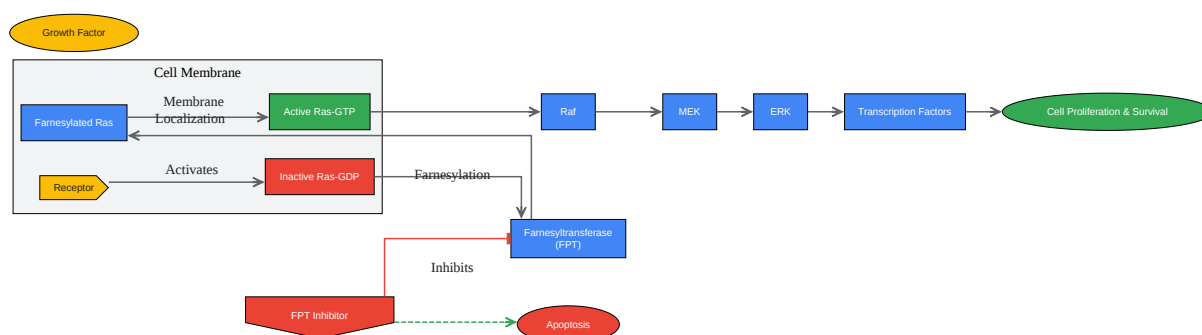 Growth Factor
Cell Membrane
Membrane
Localization
Farnesylated Ras
Active Ras-GTP
Raf
MEK
ERK
Transcription Factors
Cell Proliferation & Survival
Activates
Receptor
Inactive Ras-GDP
Farnesylation
Farnesyltransferase
(FPT)
Inhibits
FPT Inhibitor
Apoptosis